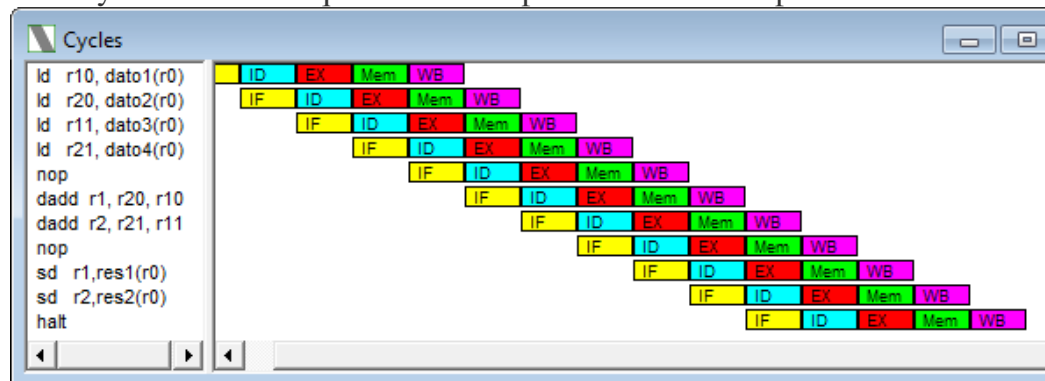 Cycles
ld r10, dato1(r0) ID EX Mem WB
ld r20, dato2(r0) IF ID EX Mem WB
ld r11, dato3(r0) IF ID EX Mem WB
ld r21, dato4(r0) IF ID EX Mem WB
nop IF ID EX Mem WB
dadd r1, r20, r10 IF ID EX Mem WB
dadd r2, r21, r11 IF ID EX Mem WB
nop IF ID EX Mem WB
sd r1,res1(r0) IF ID EX Mem WB
sd r2,res2(r0) IF ID EX Mem WB
halt IF ID EX Mem WB